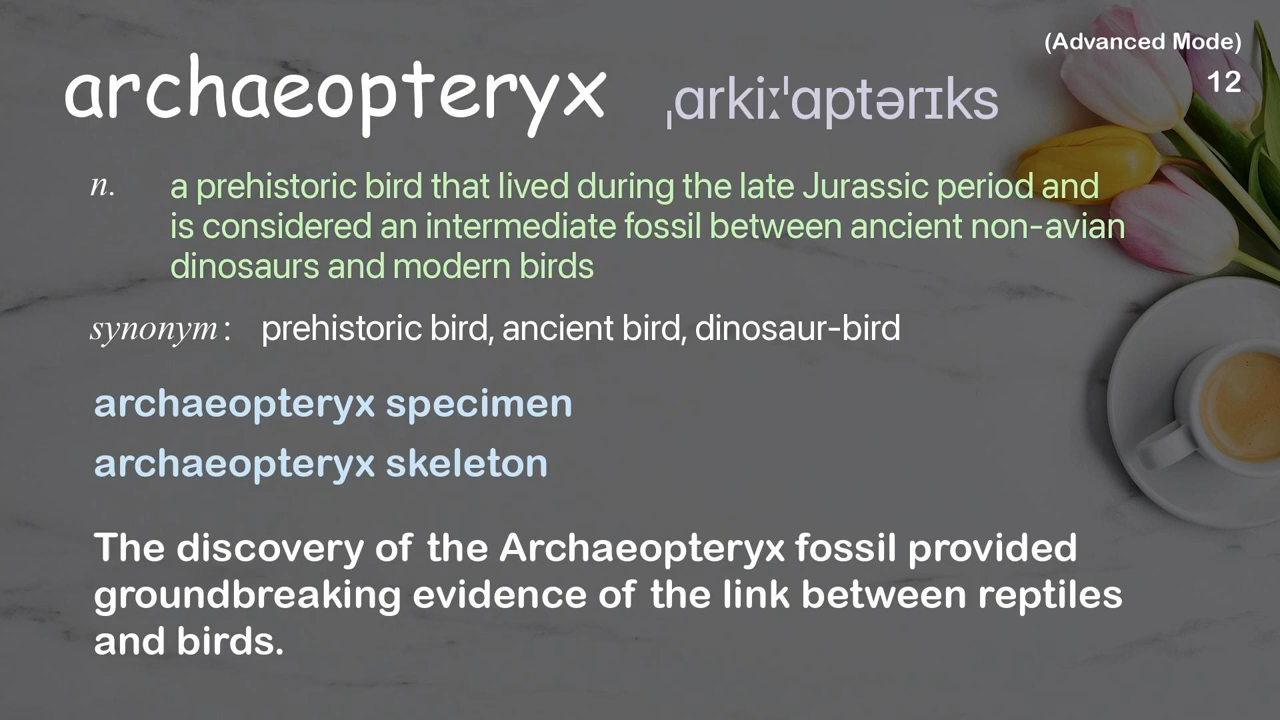 (Advanced Mode)
12
archaeopteryx ˌɑrkiːˈɑptərɪks
n. a prehistoric bird that lived during the late Jurassic period and
is considered an intermediate fossil between ancient non-avian
dinosaurs and modern birds
synonym: prehistoric bird, ancient bird, dinosaur-bird
archaeopteryx specimen
archaeopteryx skeleton
The discovery of the Archaeopteryx fossil provided
groundbreaking evidence of the link between reptiles
and birds.